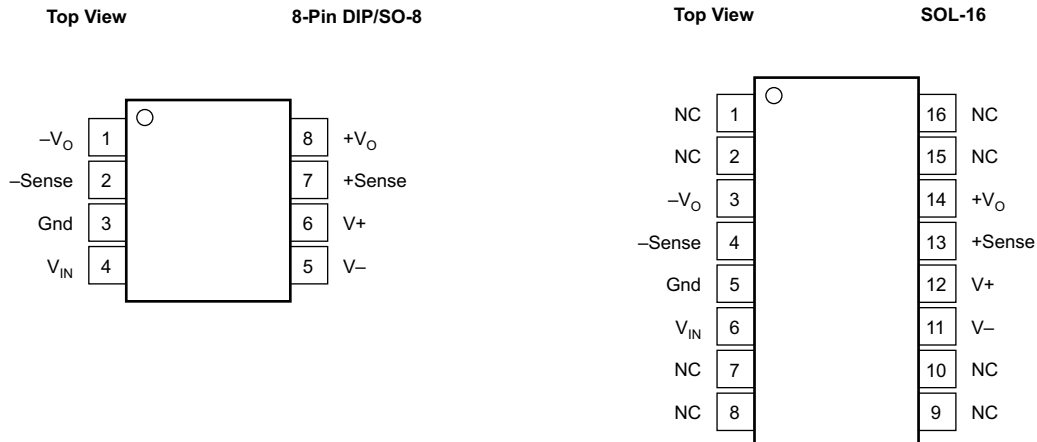 Top View 8-Pin DIP/SO-8
–VO 1 8 +VO
–Sense 2 7 +Sense
Gnd 3 6 V+
VIN 4 5 V–
Top View SOL-16
NC 1 16 NC
NC 2 15 NC
–VO 3 14 +VO
–Sense 4 13 +Sense
Gnd 5 12 V+
VIN 6 11 V–
NC 7 10 NC
NC 8 9 NC